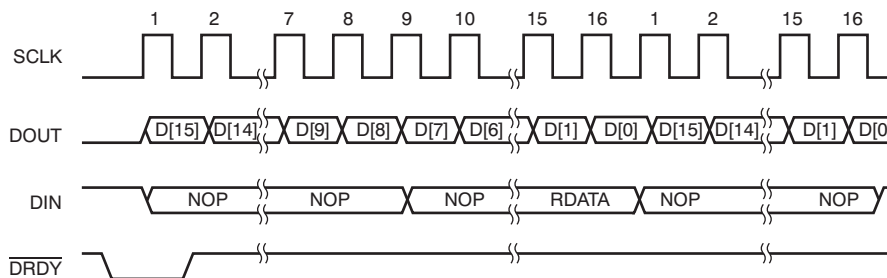 1 2 7 8 9 10 15 16 1 2 15 16
SCLK
DOUT D[15] D[14] D[9] D[8] D[7] D[6] D[1] D[0] D[15] D[14] D[1] D[0
DIN NOP NOP NOP RDATA NOP NOP
DRDY